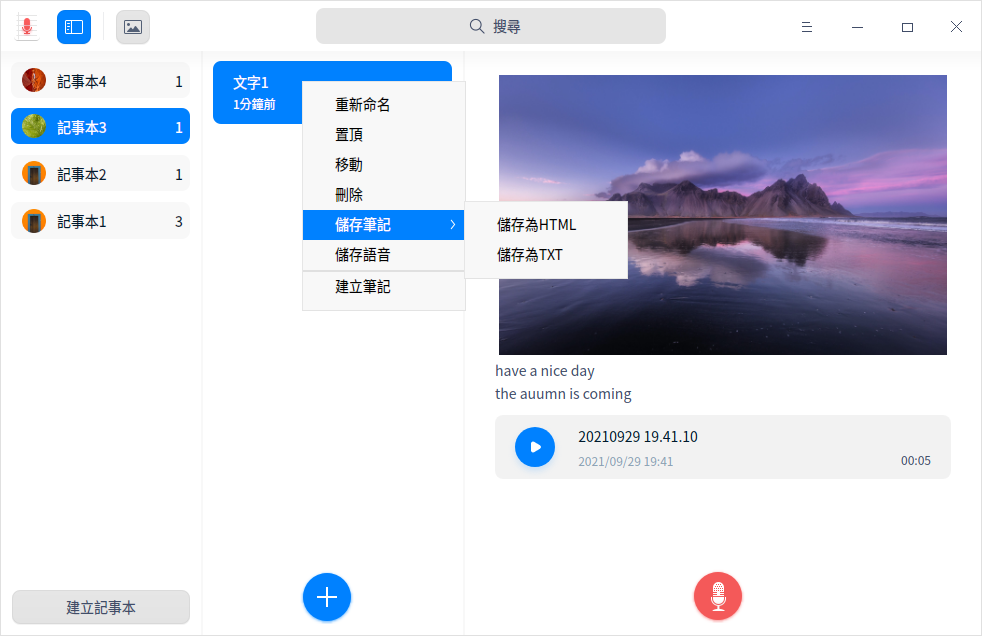 搜尋
記事本4
1
記事本3
1
記事本2
1
記事本1
3
建立記事本
文字1
1分鐘前
重新命名
置頂
移動
刪除
儲存筆記
儲存語音
建立筆記
儲存為HTML
儲存為TXT
have a nice day
the auumn is coming
20210929 19.41.10
2021/09/29 19:41
00:05